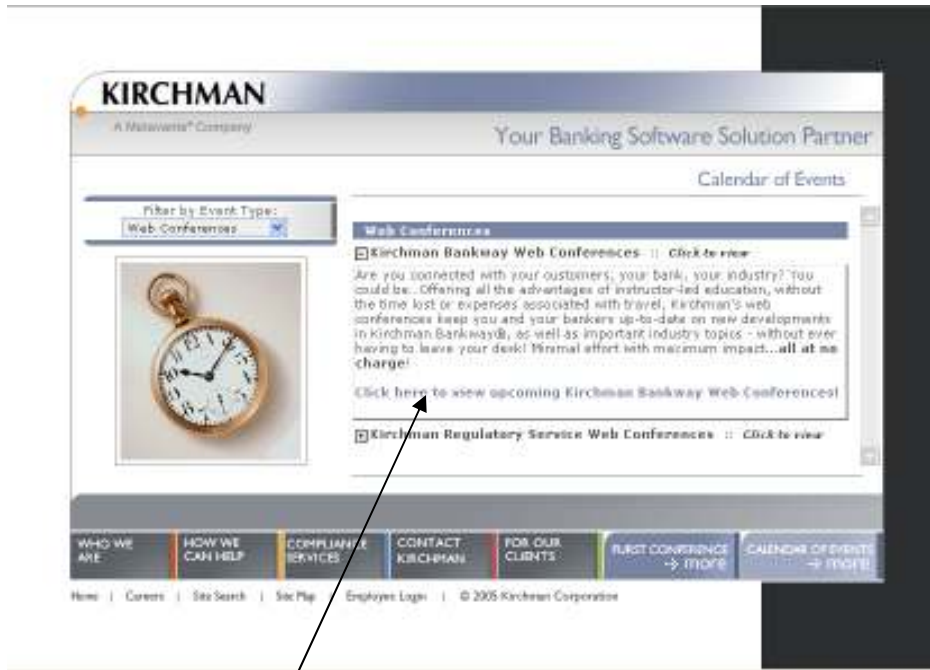 KIRCHMAN
A Metavante® Company
Your Banking Software Solution Partner
Calendar of Events
Filter by Event Type:
Web Conferences
Web Conferences
Kirchman Bankway Web Conferences :: Click to view
Are you connected with your customers, your bank, your industry? You
could be. Offering all the advantages of instructor-led education, without
the time lost or expenses associated with travel, Kirchman's web
conferences keep you and your bankers up-to-date on new developments
in Kirchman Bankway®, as well as important industry topics - without ever
having to leave your desk! Minimal effort with maximum impact...all at no
charge!
Click here to view upcoming Kirchman Bankway Web Conferences!
Kirchman Regulatory Service Web Conferences :: Click to view
WHO WE
ARE
HOW WE
CAN HELP
COMPLIANCE
SERVICES
CONTACT
KIRCHMAN
FOR OUR
CLIENTS
CONFERENCE
-> more
CALENDAR OF EVENTS
-> more
Home | Careers | Site Search | Site Map | Employee Login | © 2005 Kirchman Corporation